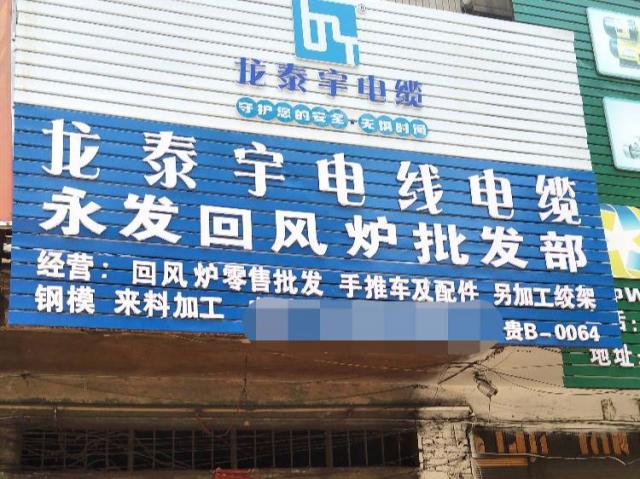 龙泰宇电缆
守护您的安全·无惧时间
龙泰宇电线电缆
永发回风炉批发部
经营：回风炉零售批发 手推车及配件 另加工绞架
钢模 来料加工
贵B-0064
地址: